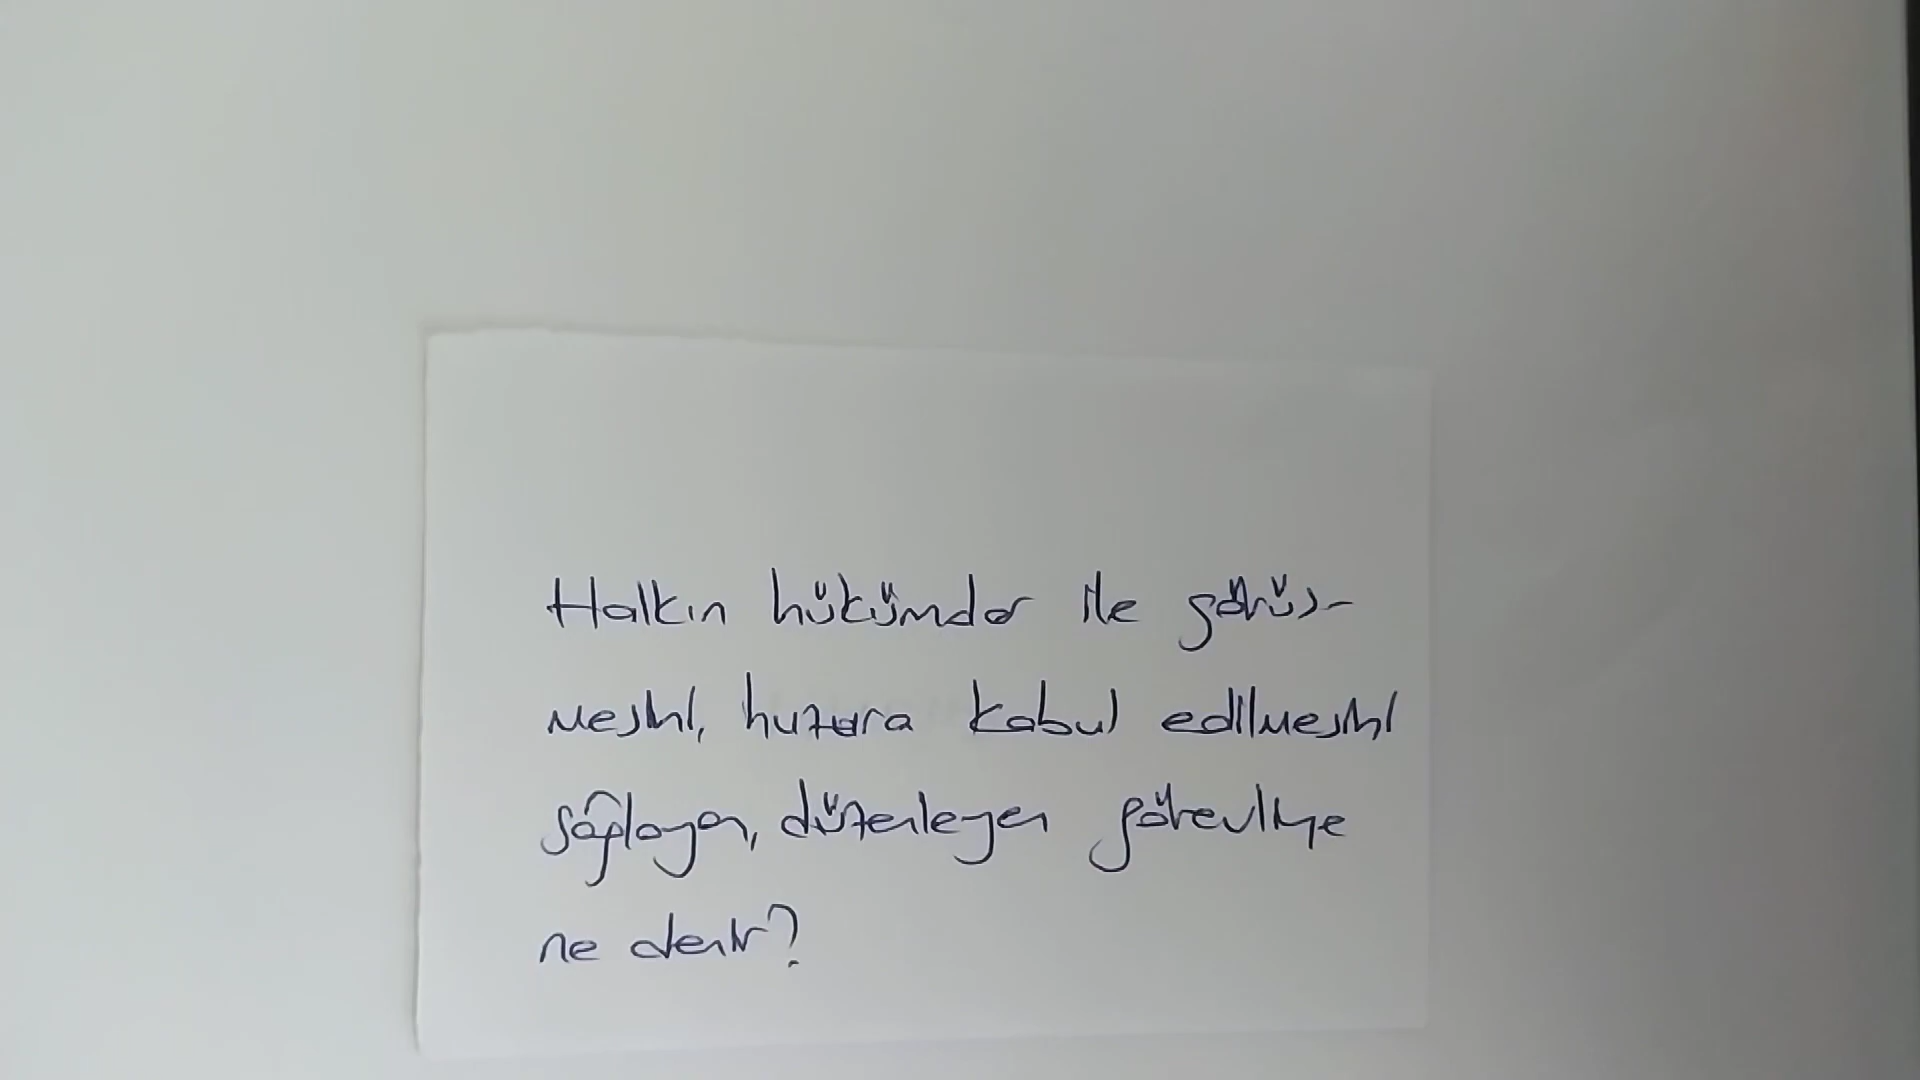 Halkın hükümdar ile görüş-
mesini, huzura kabul edilmesini
sağlayan, düzenleyen görevliye
ne denir?